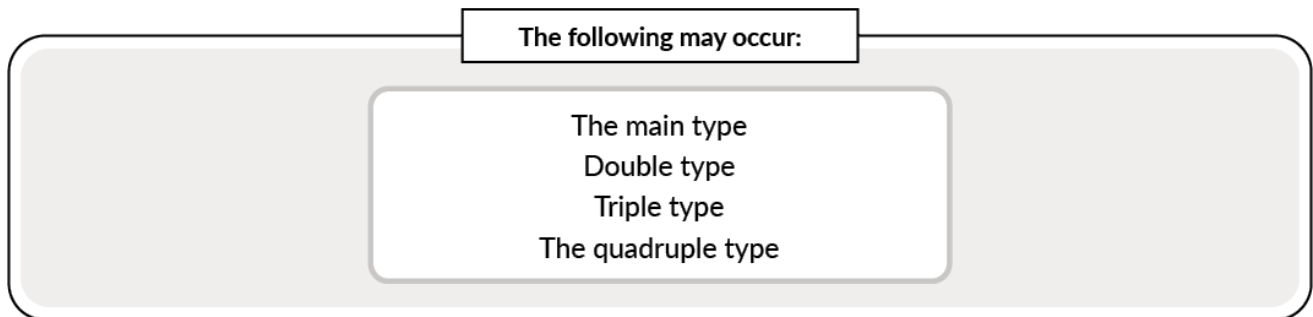 The following may occur:
The main type
Double type
Triple type
The quadruple type